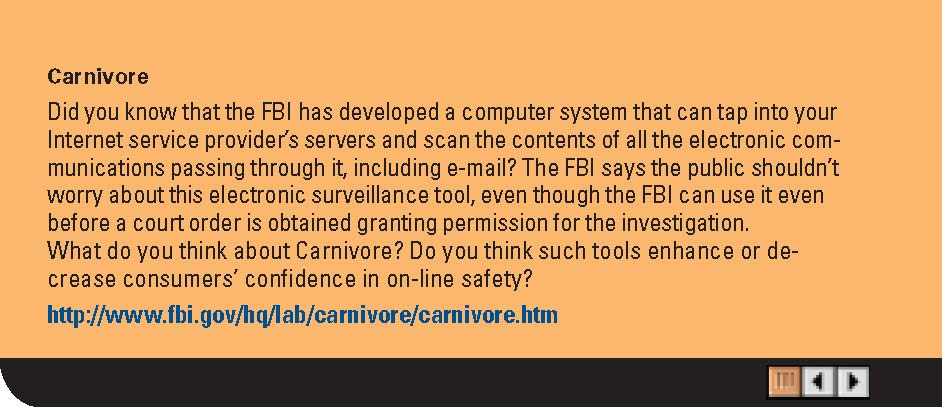 Carnivore
Did you know that the FBI has developed a computer system that can tap into your
Internet service provider's servers and scan the contents of all the electronic com-
munications passing through it, including e-mail? The FBI says the public shouldn't
worry about this electronic surveillance tool, even though the FBI can use it even
before a court order is obtained granting permission for the investigation.
What do you think about Carnivore? Do you think such tools enhance or de-
crease consumers' confidence in on-line safety?
http://www.fbi.gov/hq/lab/carnivore/carnivore.htm